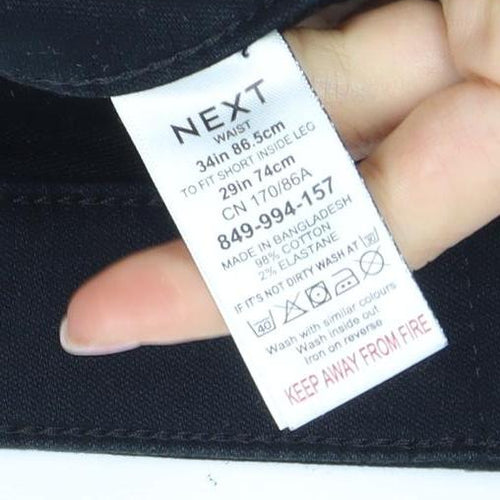 NEXT
WAIST
34in 86.5cm
TO FIT SHORT INSIDE LEG
29in 74cm
CN 170/86A
849-994-157
MADE IN BANGLADESH
98% COTTON
2% ELASTANE
IF IT'S NOT DIRTY WASH AT 30
40
Wash with similar colours
Wash inside out
Iron on reverse
KEEP AWAY FROM FIRE